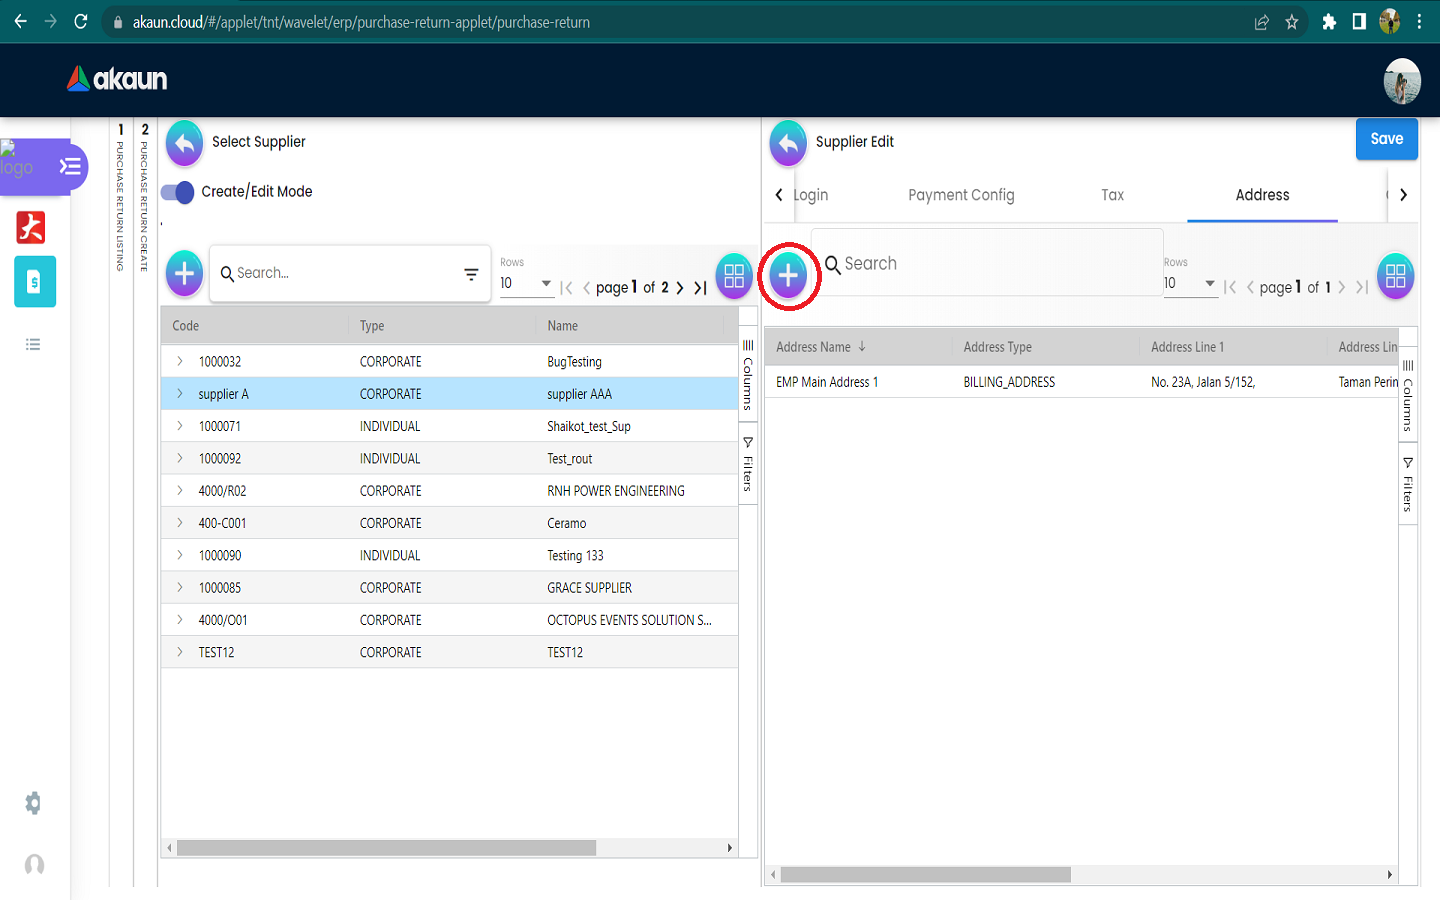 akaun.cloud/#/applet/tnt/wavelet/erp/purchase-return-applet/purchase-return
akaun
logo
1 PURCHASE RETURN LISTING
2 PURCHASE RETURN CREATE
Select Supplier
Create/Edit Mode
Search...
Rows
10
page 1 of 2
Code Type Name
1000032 CORPORATE BugTesting
supplier A CORPORATE supplier AAA
1000071 INDIVIDUAL Shaikot_test_Sup
1000092 INDIVIDUAL Test_rout
4000/R02 CORPORATE RNH POWER ENGINEERING
400-C001 CORPORATE Ceramo
1000090 INDIVIDUAL Testing 133
1000085 CORPORATE GRACE SUPPLIER
4000/O01 CORPORATE OCTOPUS EVENTS SOLUTION S...
TEST12 CORPORATE TEST12
Columns
Filters
Supplier Edit
Save
Login Payment Config Tax Address
Search
Rows
10
page 1 of 1
Address Name Address Type Address Line 1 Address Lin
EMP Main Address 1 BILLING_ADDRESS No. 23A, Jalan 5/152, Taman Perin
Columns
Filters